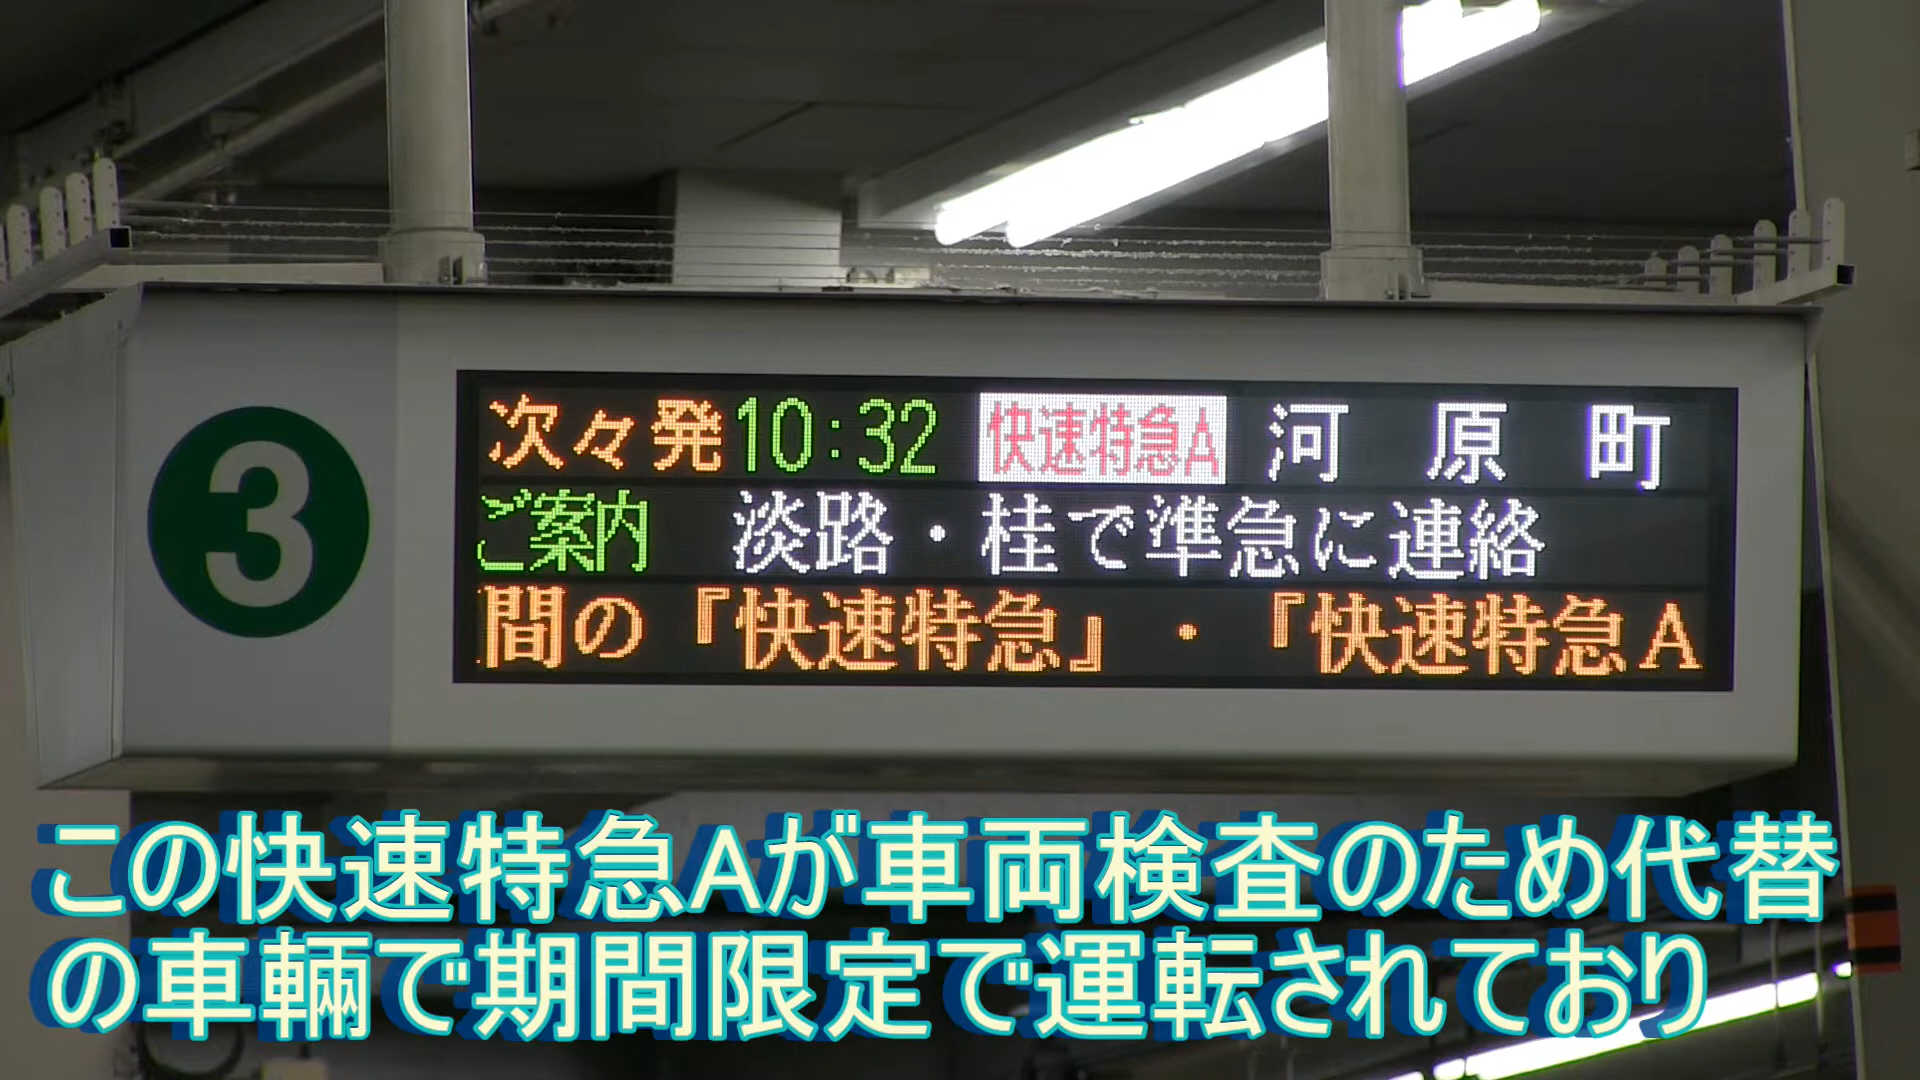 3
次々発 10:32 快速特急A 河原町
ご案内 淡路・桂で準急に連絡
間の『快速特急』・『快速特急A
この快速特急Aが車両検査のため代替
の車輛で期間限定で運転されており